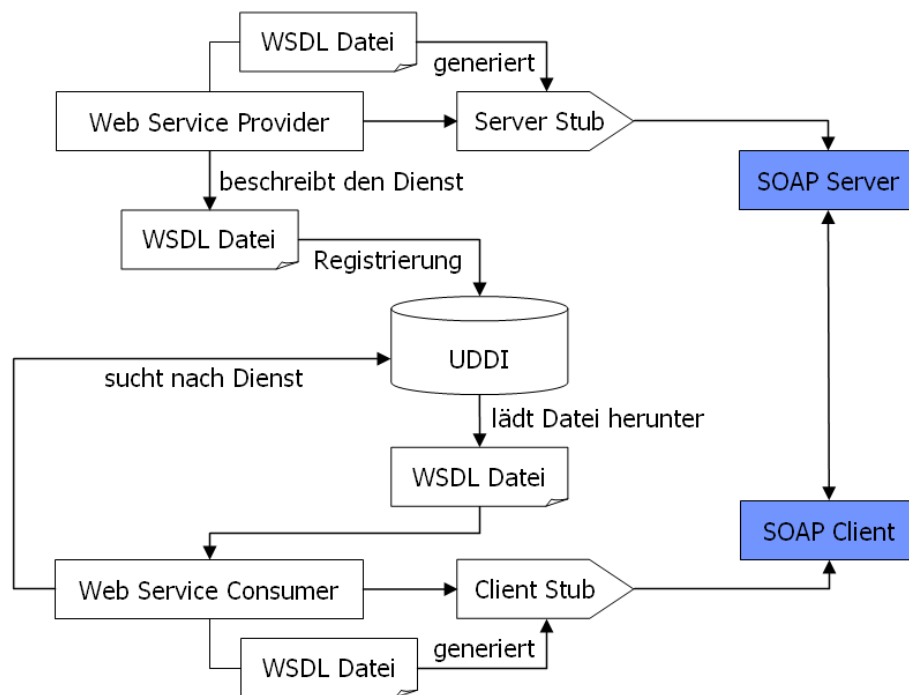 WSDL Datei
generiert
Web Service Provider
Server Stub
beschreibt den Dienst
SOAP Server
WSDL Datei
Registrierung
UDDI
sucht nach Dienst
lädt Datei herunter
WSDL Datei
SOAP Client
Web Service Consumer
Client Stub
generiert
WSDL Datei